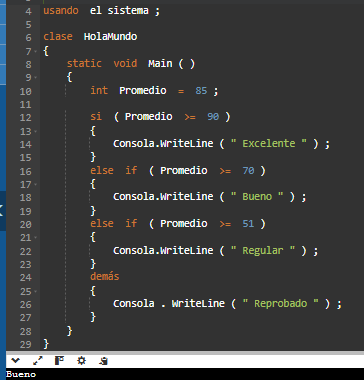 4 usando el sistema ;
5
6 clase HolaMundo
7 {
8 static void Main ( )
9 {
10 int Promedio = 85 ;
11
12 si ( Promedio >= 90 )
13 {
14 Consola.WriteLine ( " Excelente " ) ;
15 }
16 else if ( Promedio >= 70 )
17 {
18 Consola.WriteLine ( " Bueno " ) ;
19 }
20 else if ( Promedio >= 51 )
21 {
22 Consola.WriteLine ( " Regular " ) ;
23 }
24 demás
25 {
26 Consola . WriteLine ( " Reprobado " ) ;
27 }
28 }
29 }
Bueno